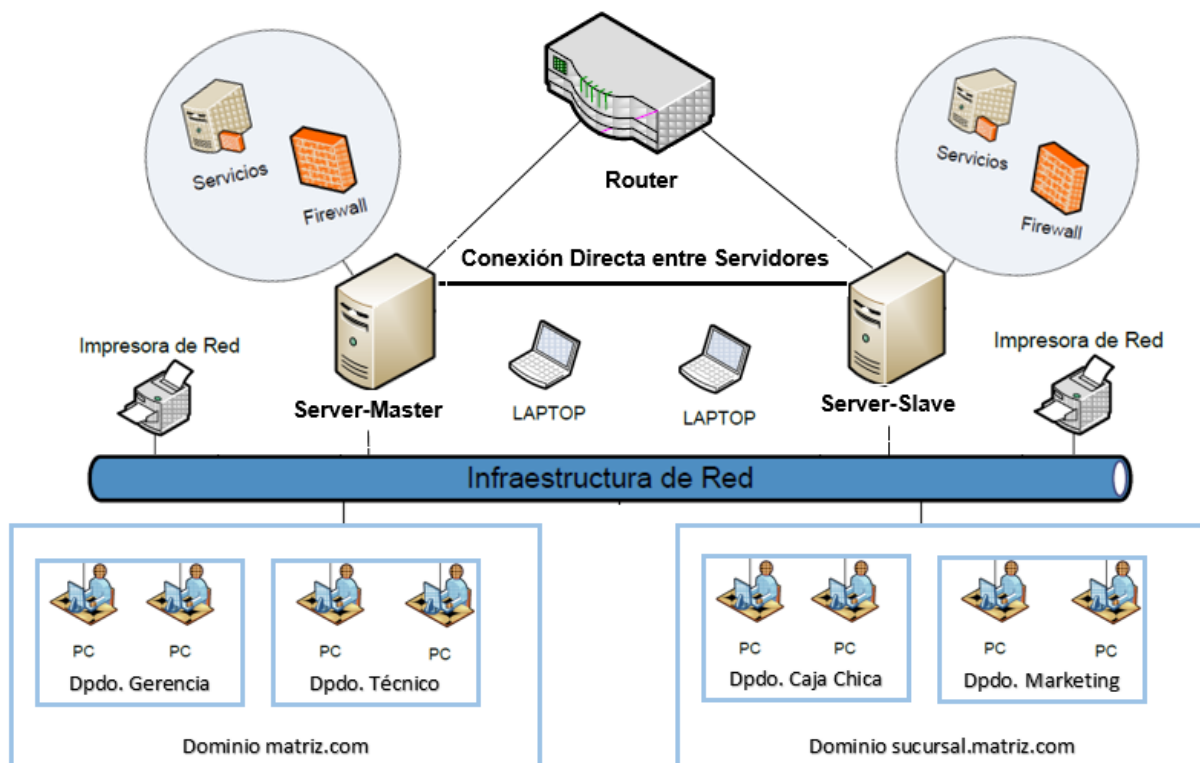 Servicios
Firewall
Router
Servicios
Firewall
Conexión Directa entre Servidores
Impresora de Red
Server-Master
LAPTOP
LAPTOP
Server-Slave
Impresora de Red
Infraestructura de Red
PC
PC
Dpdo. Gerencia
PC
PC
Dpdo. Técnico
Dominio matriz.com
PC
PC
Dpdo. Caja Chica
PC
PC
Dpdo. Marketing
Dominio sucursal.matriz.com